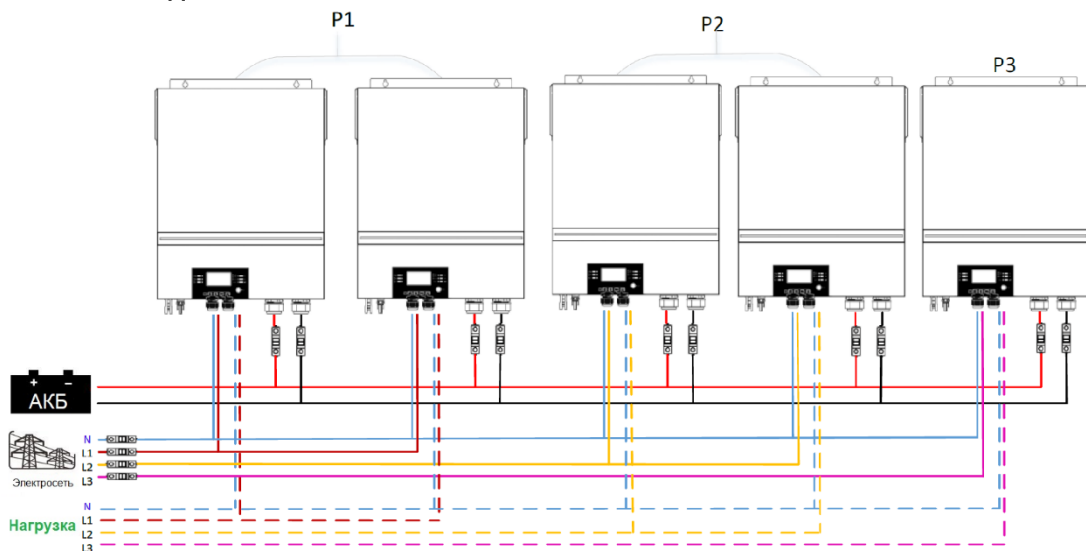 P1
P2
P3
+ −
АКБ
N
L1
L2
L3
Электросеть
N
Нагрузка
L1
L2
L3